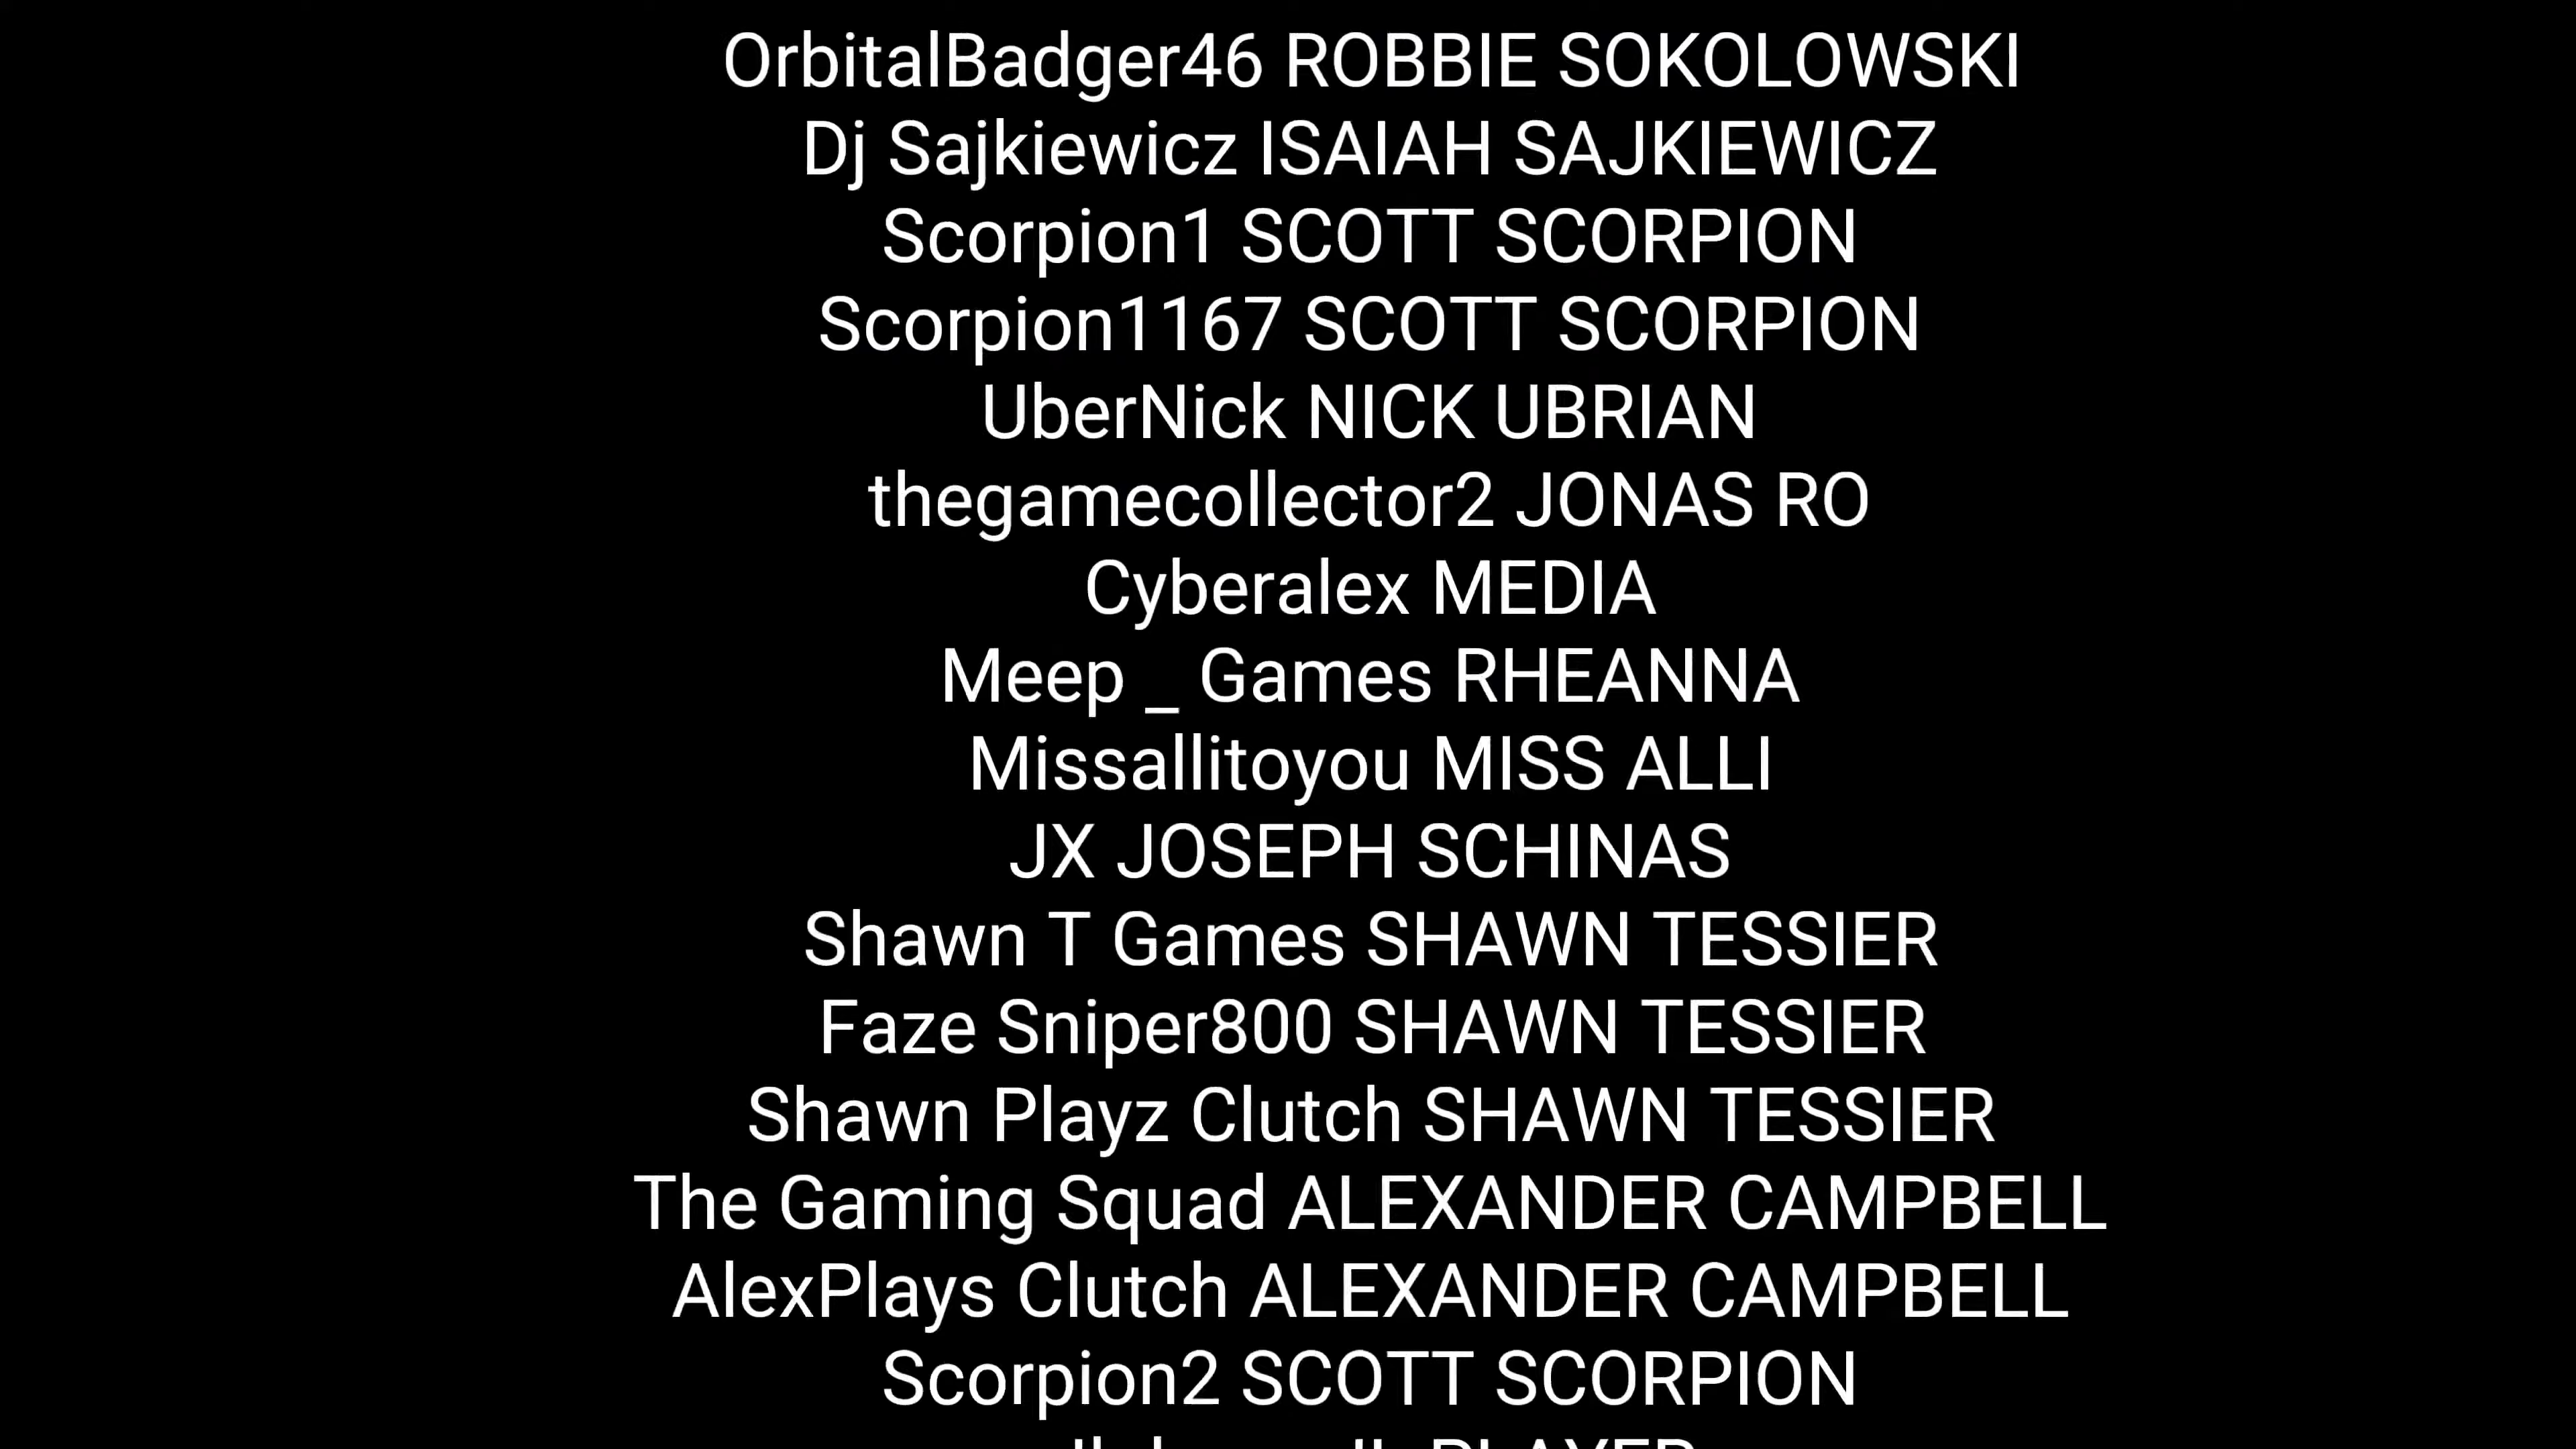 OrbitalBadger46 ROBBIE SOKOLOWSKI
Dj Sajkiewicz ISAIAH SAJKIEWICZ
Scorpion1 SCOTT SCORPION
Scorpion1167 SCOTT SCORPION
UberNick NICK UBRIAN
thegamecollector2 JONAS RO
Cyberalex MEDIA
Meep _ Games RHEANNA
Missallitoyou MISS ALLI
JX JOSEPH SCHINAS
Shawn T Games SHAWN TESSIER
Faze Sniper800 SHAWN TESSIER
Shawn Playz Clutch SHAWN TESSIER
The Gaming Squad ALEXANDER CAMPBELL
AlexPlays Clutch ALEXANDER CAMPBELL
Scorpion2 SCOTT SCORPION
PLAYER